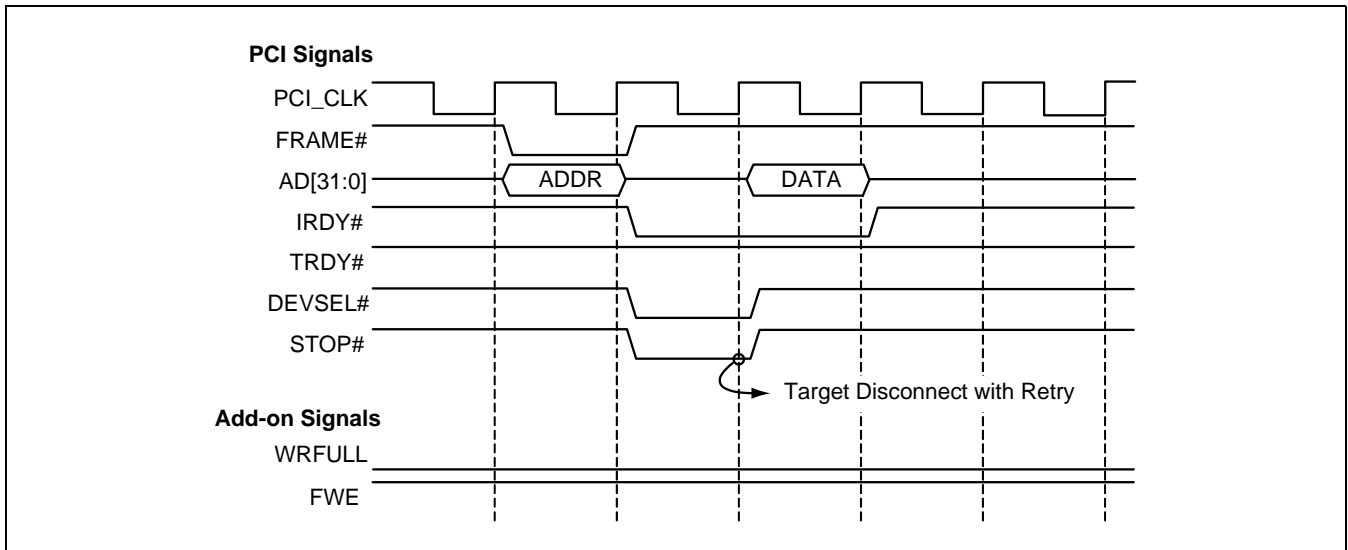 PCI Signals
PCI_CLK
FRAME#
AD[31:0]
ADDR
DATA
IRDY#
TRDY#
DEVSEL#
STOP#
Target Disconnect with Retry
Add-on Signals
WRFULL
FWE